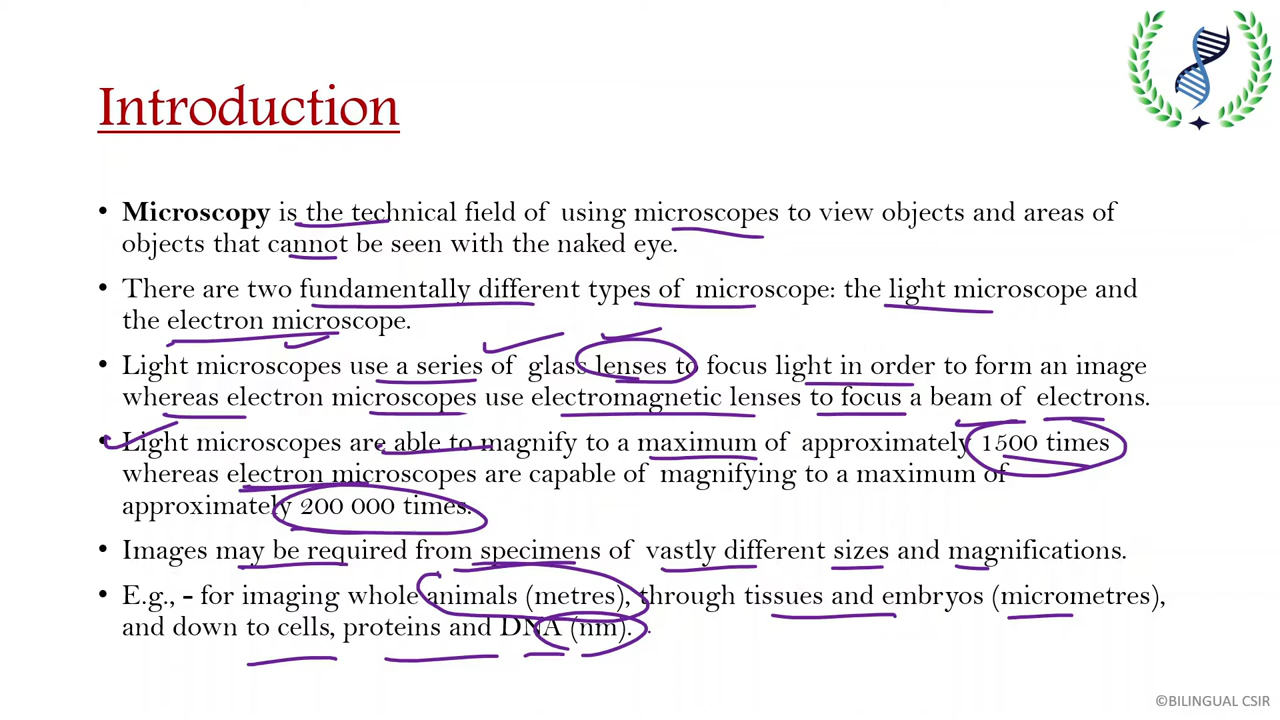 Introduction
• Microscopy is the technical field of using microscopes to view objects and areas of
objects that cannot be seen with the naked eye.
• There are two fundamentally different types of microscope: the light microscope and
the electron microscope.
• Light microscopes use a series of glass lenses to focus light in order to form an image
whereas electron microscopes use electromagnetic lenses to focus a beam of electrons.
• Light microscopes are able to magnify to a maximum of approximately 1500 times
whereas electron microscopes are capable of magnifying to a maximum of
approximately 200 000 times.
• Images may be required from specimens of vastly different sizes and magnifications.
• E.g., - for imaging whole animals (metres), through tissues and embryos (micrometres),
and down to cells, proteins and DNA (nm).
©BILINGUAL CSIR